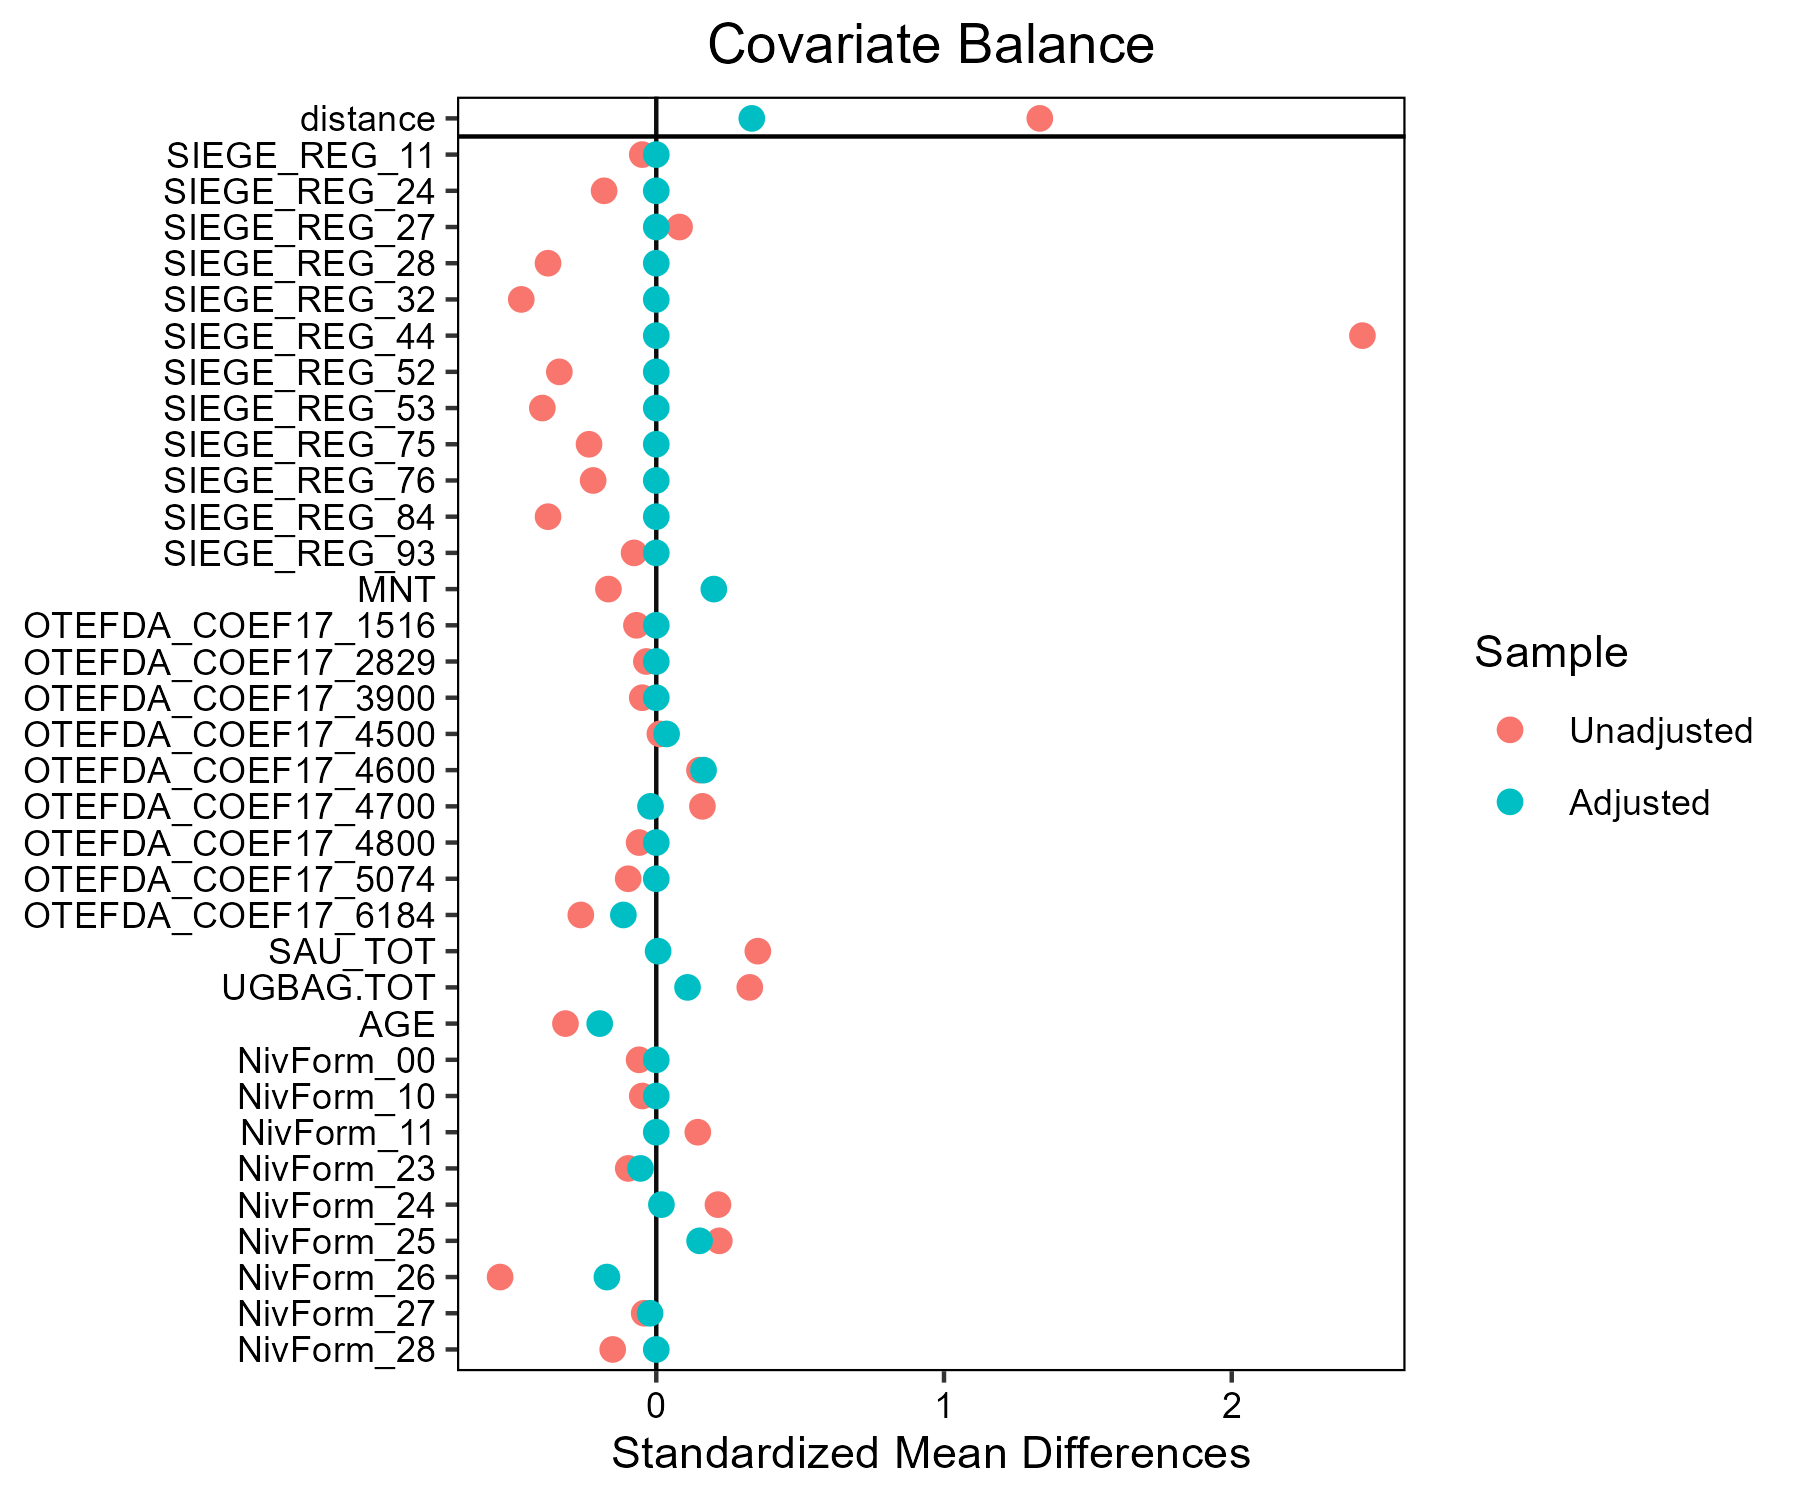 Covariate Balance
distance
SIEGE_REG_11
SIEGE_REG_24
SIEGE_REG_27
SIEGE_REG_28
SIEGE_REG_32
SIEGE_REG_44
SIEGE_REG_52
SIEGE_REG_53
SIEGE_REG_75
SIEGE_REG_76
SIEGE_REG_84
SIEGE_REG_93
MNT
OTEFDA_COEF17_1516
OTEFDA_COEF17_2829
OTEFDA_COEF17_3900
OTEFDA_COEF17_4500
OTEFDA_COEF17_4600
OTEFDA_COEF17_4700
OTEFDA_COEF17_4800
OTEFDA_COEF17_5074
OTEFDA_COEF17_6184
SAU_TOT
UGBAG.TOT
AGE
NivForm_00
NivForm_10
NivForm_11
NivForm_23
NivForm_24
NivForm_25
NivForm_26
NivForm_27
NivForm_28
0 1 2
Standardized Mean Differences
Sample
Unadjusted
Adjusted